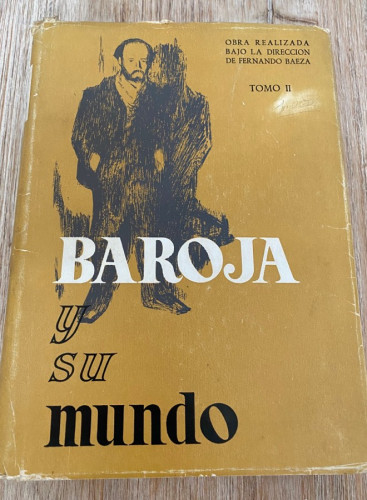 OBRA REALIZADA
BAJO LA DIRECCION
DE FERNANDO BAEZA
TOMO II
BAROJA
y
su
mundo